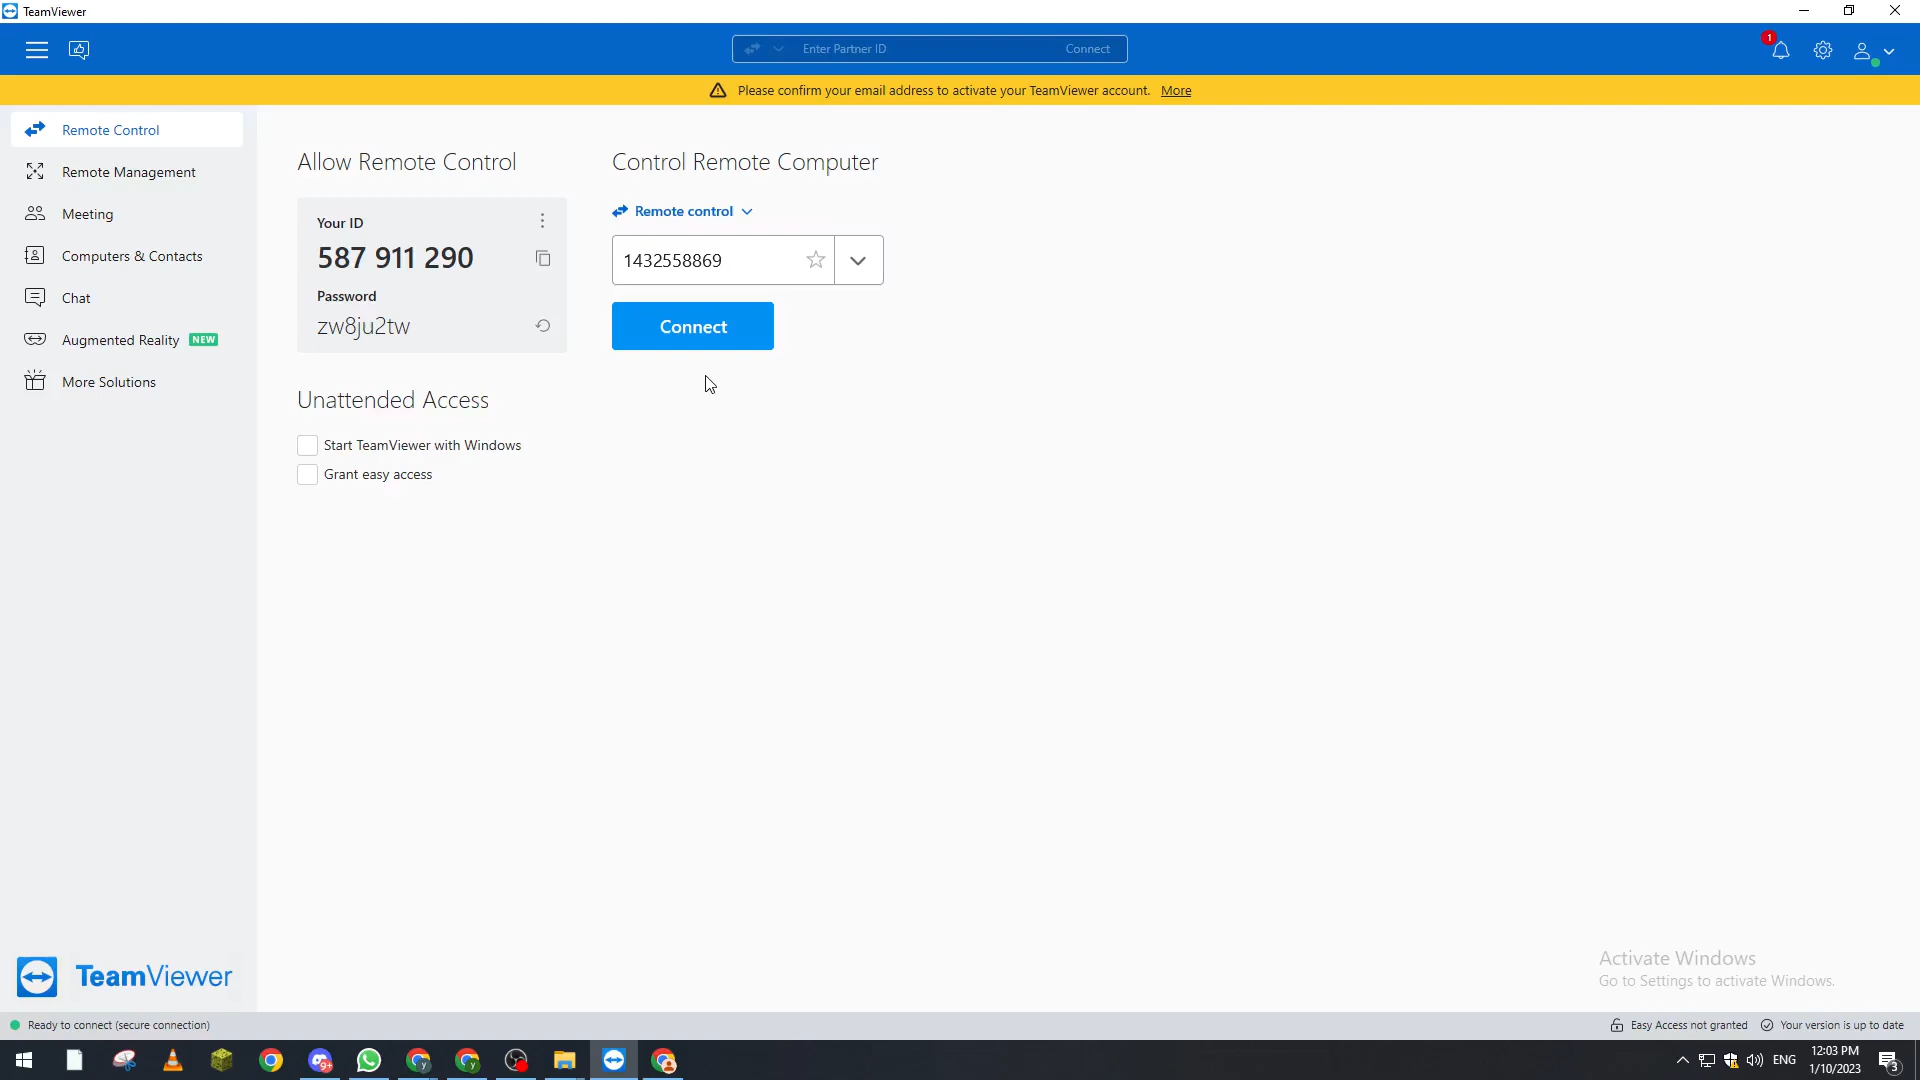 TeamViewer
Enter Partner ID
Connect
1
Please confirm your email address to activate your TeamViewer account. More
Remote Control
Remote Management
Meeting
Computers & Contacts
Chat
Augmented Reality NEW
More Solutions
Allow Remote Control
Your ID
587 911 290
Password
zw8ju2tw
Unattended Access
Start TeamViewer with Windows
Grant easy access
Control Remote Computer
Remote control
1432558869
Connect
TeamViewer
Activate Windows
Go to Settings to activate Windows.
Ready to connect (secure connection)
Easy Access not granted
Your version is up to date
9+
y
y
ENG
12:03 PM
1/10/2023
3